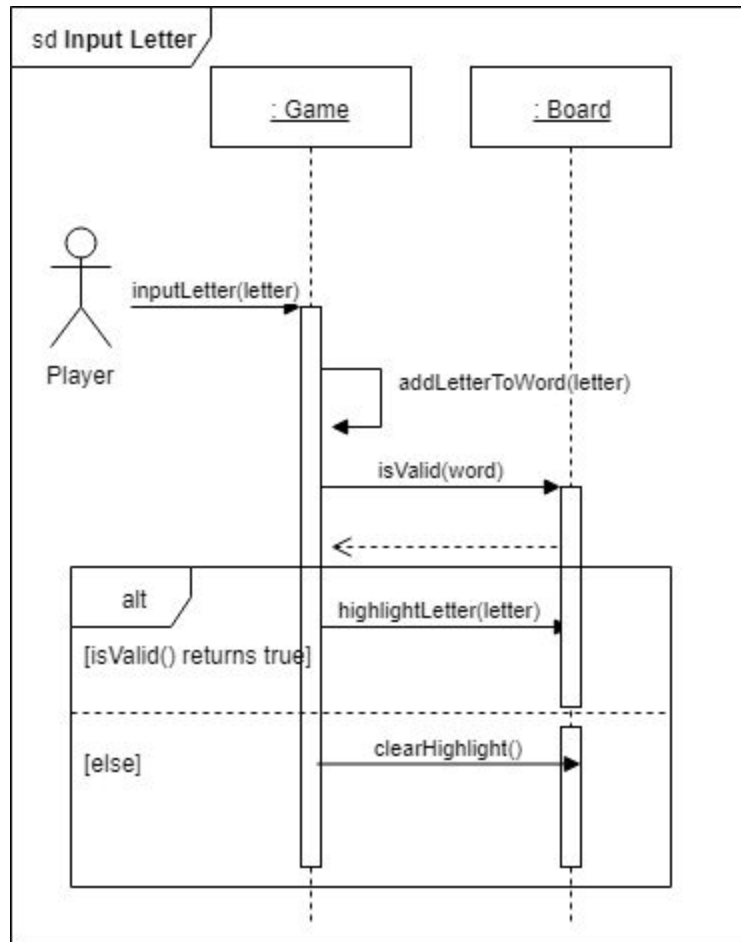 sd Input Letter
: Game
: Board
inputLetter(letter)
Player
addLetterToWord(letter)
isValid(word)
alt
highlightLetter(letter)
[isValid() returns true]
clearHighlight()
[else]